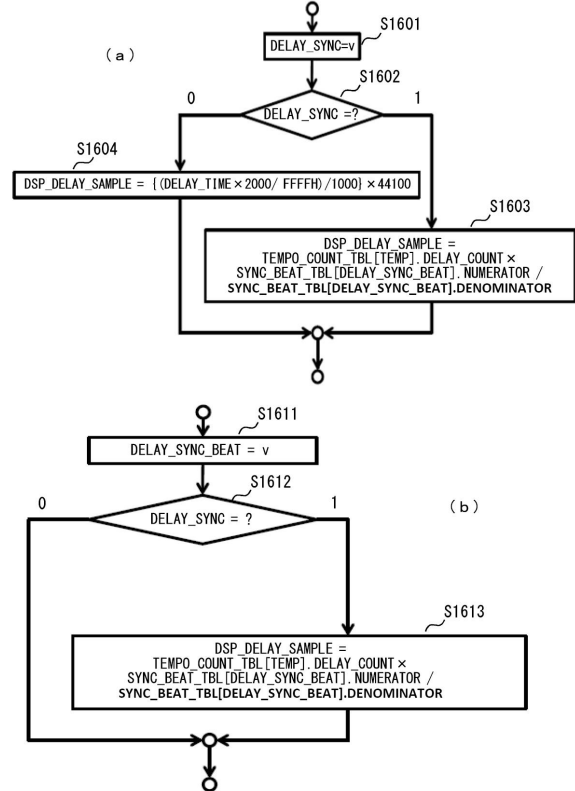 S1601
(a)
DELAY_SYNC=v
S1602
0
1
DELAY_SYNC =?
S1604
DSP_DELAY_SAMPLE = {(DELAY_TIME×2000/ FFFFH)/1000}×44100
S1603
DSP_DELAY_SAMPLE =
TEMPO_COUNT_TBL[TEMP].DELAY_COUNT×
SYNC_BEAT_TBL[DELAY_SYNC_BEAT].NUMERATOR /
SYNC_BEAT_TBL[DELAY_SYNC_BEAT].DENOMINATOR
S1611
DELAY_SYNC_BEAT = v
S1612
0
1
(b)
DELAY_SYNC = ?
S1613
DSP_DELAY_SAMPLE =
TEMPO_COUNT_TBL[TEMP].DELAY_COUNT×
SYNC_BEAT_TBL[DELAY_SYNC_BEAT].NUMERATOR /
SYNC_BEAT_TBL[DELAY_SYNC_BEAT].DENOMINATOR